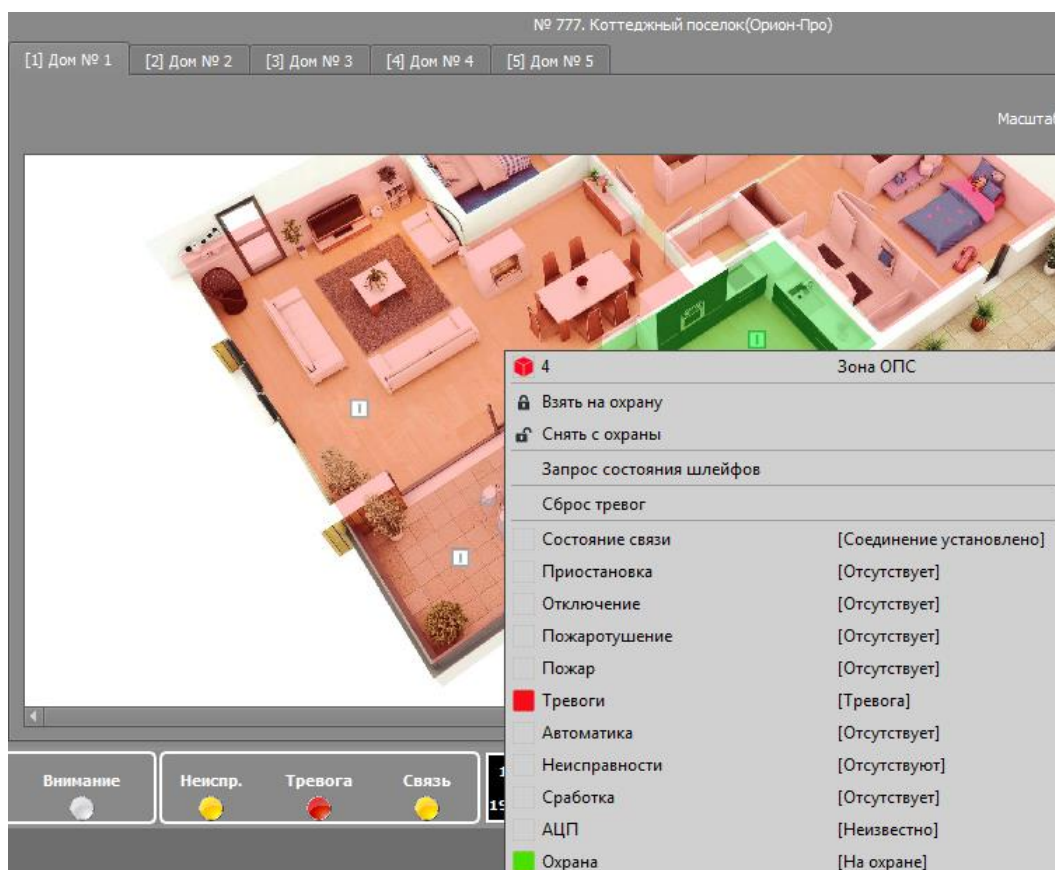 № 777. Коттеджный поселок(Орион-Про)
[1] Дом № 1 [2] Дом № 2 [3] Дом № 3 [4] Дом № 4 [5] Дом № 5
4 Зона ОПС
Взять на охрану
Снять с охраны
Запрос состояния шлейфов
Сброс тревог
Состояние связи [Соединение установлено]
Приостановка [Отсутствует]
Отключение [Отсутствует]
Пожаротушение [Отсутствует]
Пожар [Отсутствует]
Тревоги [Тревога]
Автоматика [Отсутствует]
Неисправности [Отсутствуют]
Сработка [Отсутствует]
АЦП [Неизвестно]
Охрана [На охране]
Внимание Неиспр. Тревога Связь